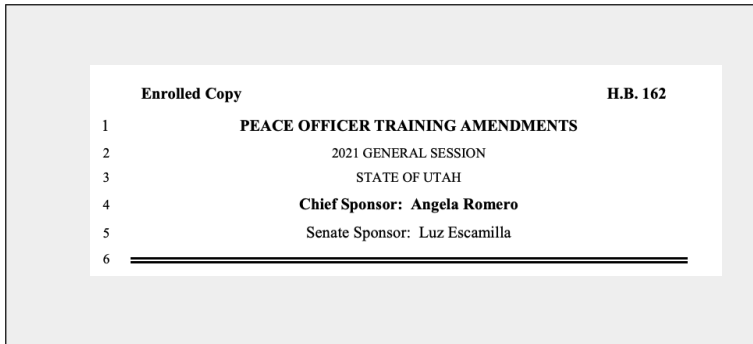 Enrolled Copy H.B. 162
1 PEACE OFFICER TRAINING AMENDMENTS
2 2021 GENERAL SESSION
3 STATE OF UTAH
4 Chief Sponsor: Angela Romero
5 Senate Sponsor: Luz Escamilla
6